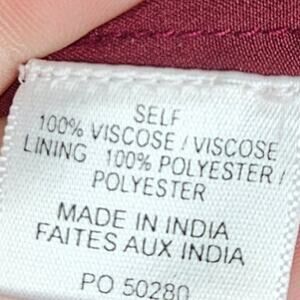 SELF
100% VISCOSE / VISCOSE
LINING 100% POLYESTER /
POLYESTER
MADE IN INDIA
FAITES AUX INDIA
PO 50280